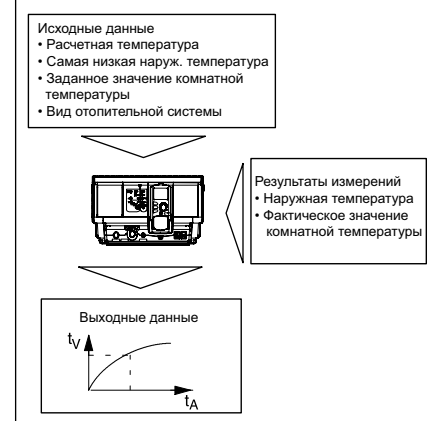 Исходные данные
• Расчетная температура
• Самая низкая наруж. температура
• Заданное значение комнатной
температуры
• Вид отопительной системы
Результаты измерений
• Наружная температура
• Фактическое значение
комнатной температуры
Выходные данные
tV
tA